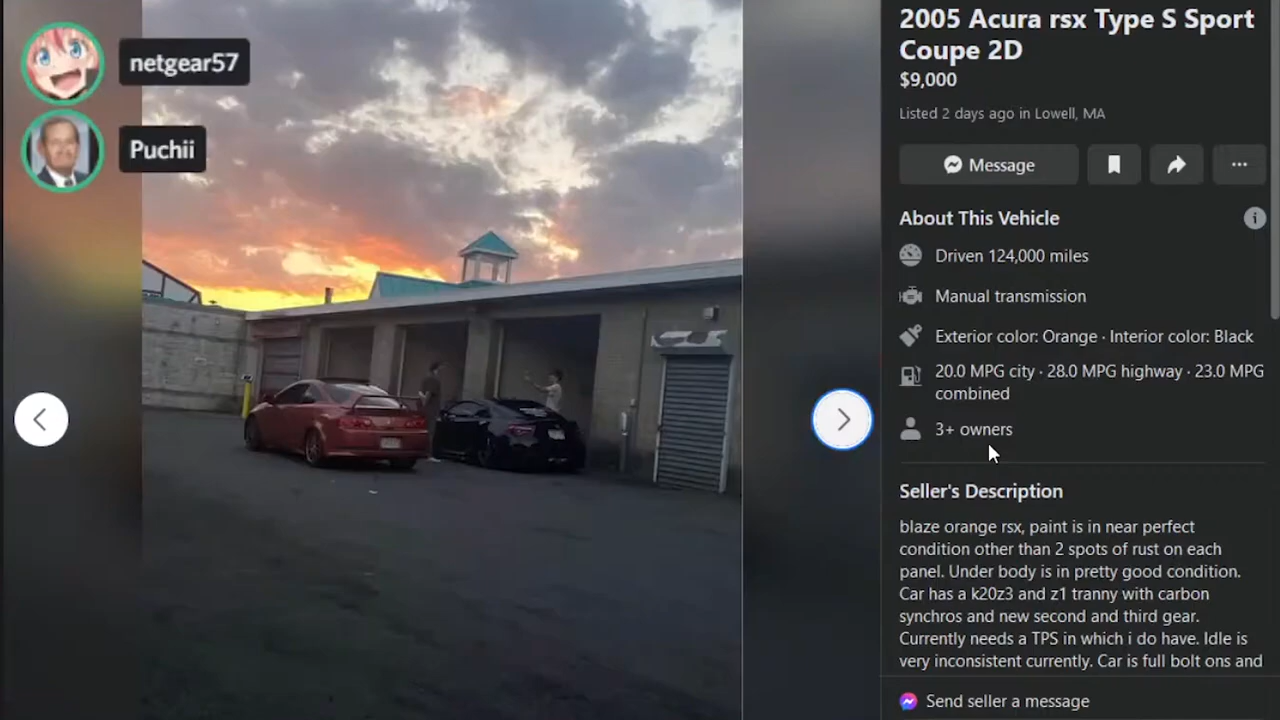 netgear57
Puchii
2005 Acura rsx Type S Sport
Coupe 2D
$9,000
Listed 2 days ago in Lowell, MA
Message
About This Vehicle
Driven 124,000 miles
Manual transmission
Exterior color: Orange · Interior color: Black
20.0 MPG city · 28.0 MPG highway · 23.0 MPG
combined
3+ owners
Seller's Description
blaze orange rsx, paint is in near perfect
condition other than 2 spots of rust on each
panel. Under body is in pretty good condition.
Car has a k20z3 and z1 tranny with carbon
synchros and new second and third gear.
Currently needs a TPS in which i do have. Idle is
very inconsistent currently. Car is full bolt ons and
Send seller a message